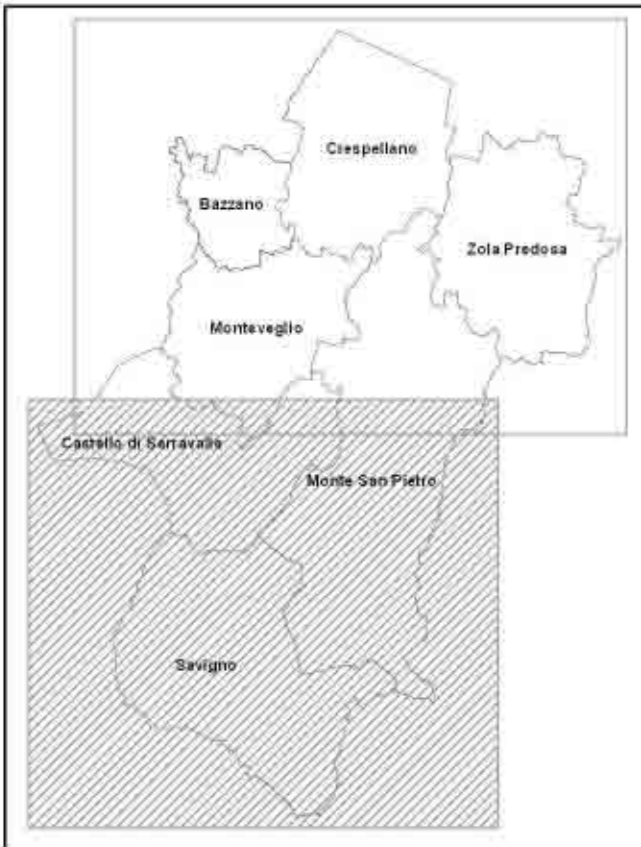 Crespellano
Bazzano
Zola Predosa
Monteveglio
Castello di Serravalle
Monte San Pietro
Savigno